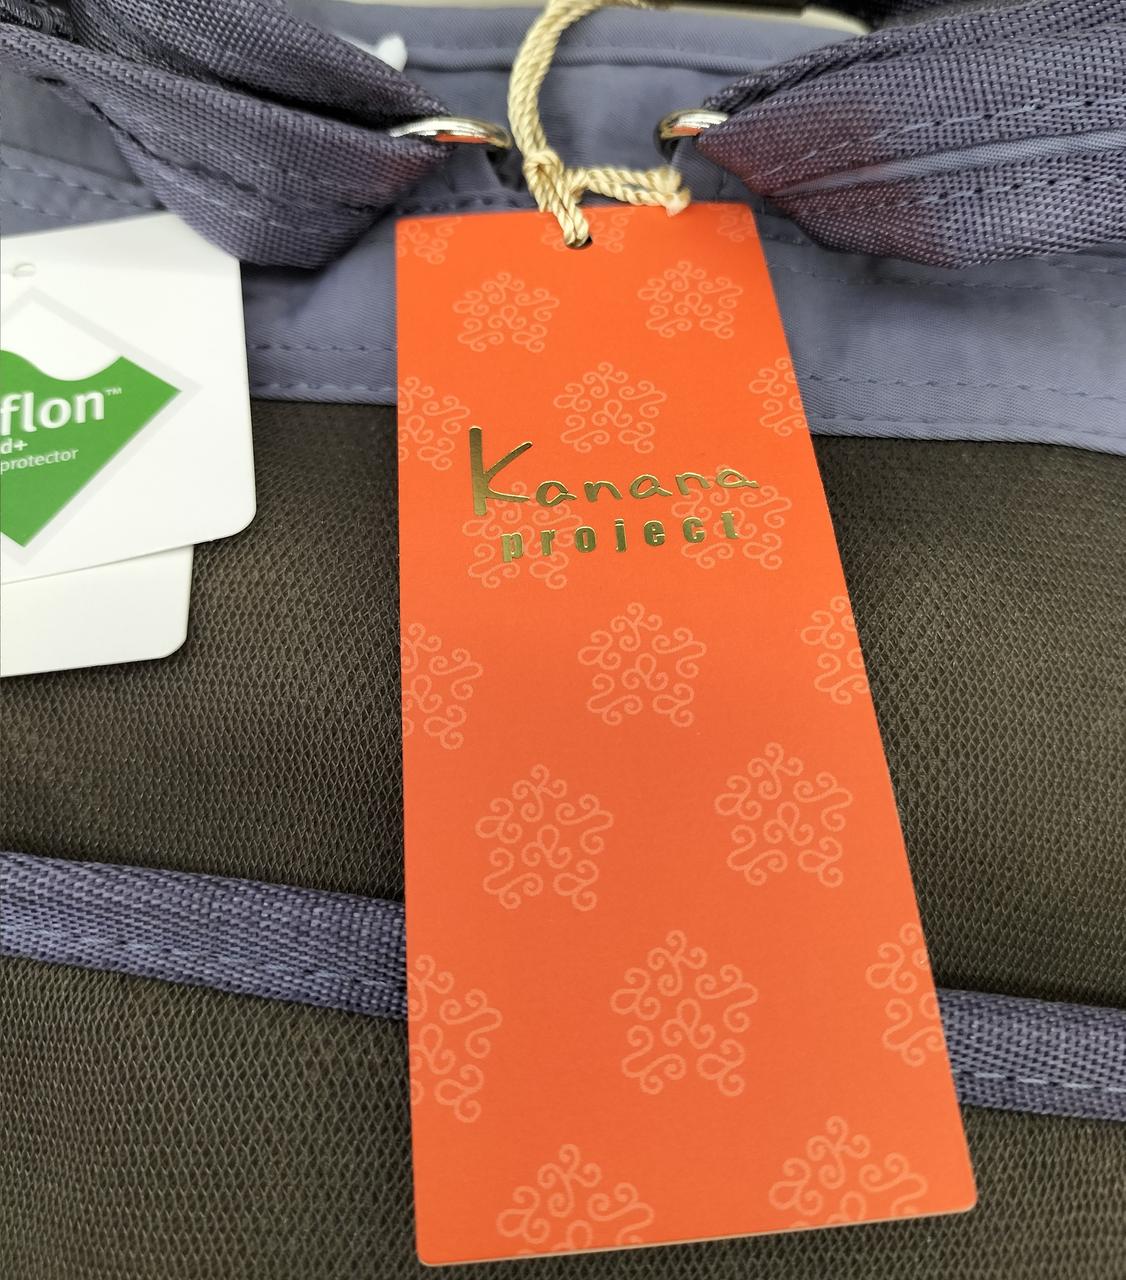 flon™
d+
protector
Kanana
project